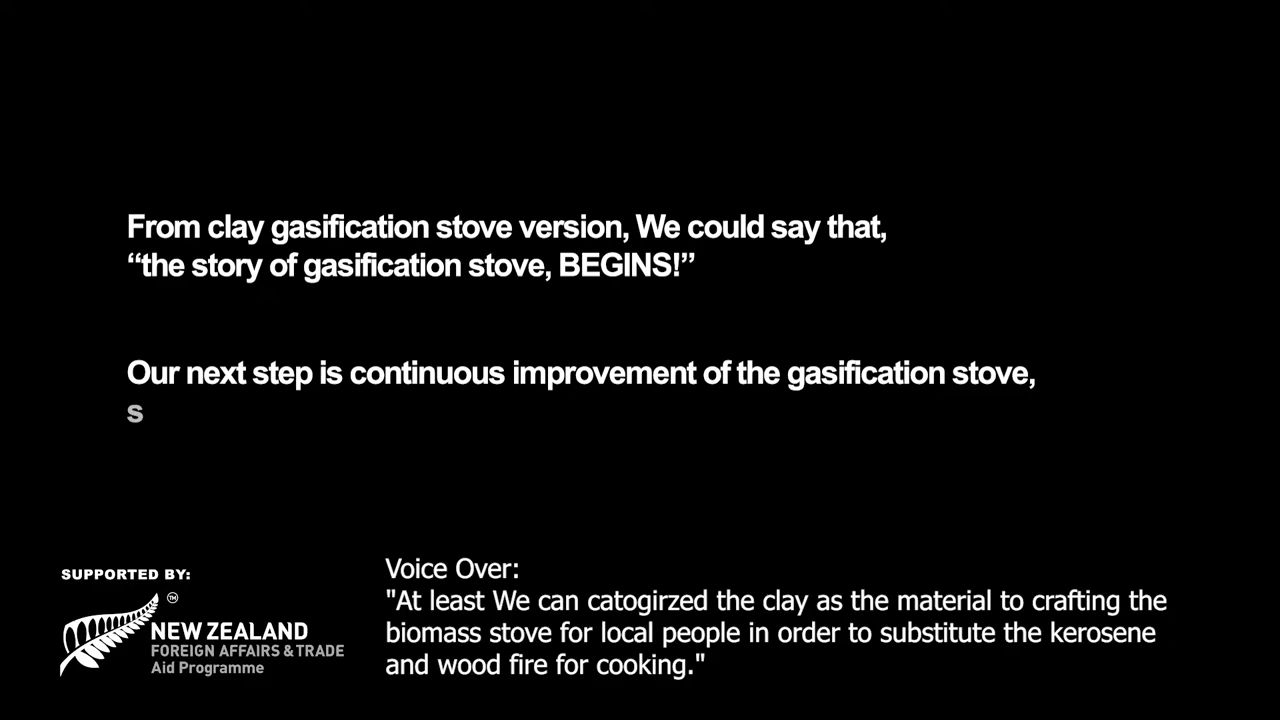 From clay gasification stove version, We could say that,
“the story of gasification stove, BEGINS!”
Our next step is continuous improvement of the gasification stove,
s
SUPPORTED BY:
TM
NEW ZEALAND
FOREIGN AFFAIRS & TRADE
Aid Programme
Voice Over:
"At least We can catogirzed the clay as the material to crafting the
biomass stove for local people in order to substitute the kerosene
and wood fire for cooking."